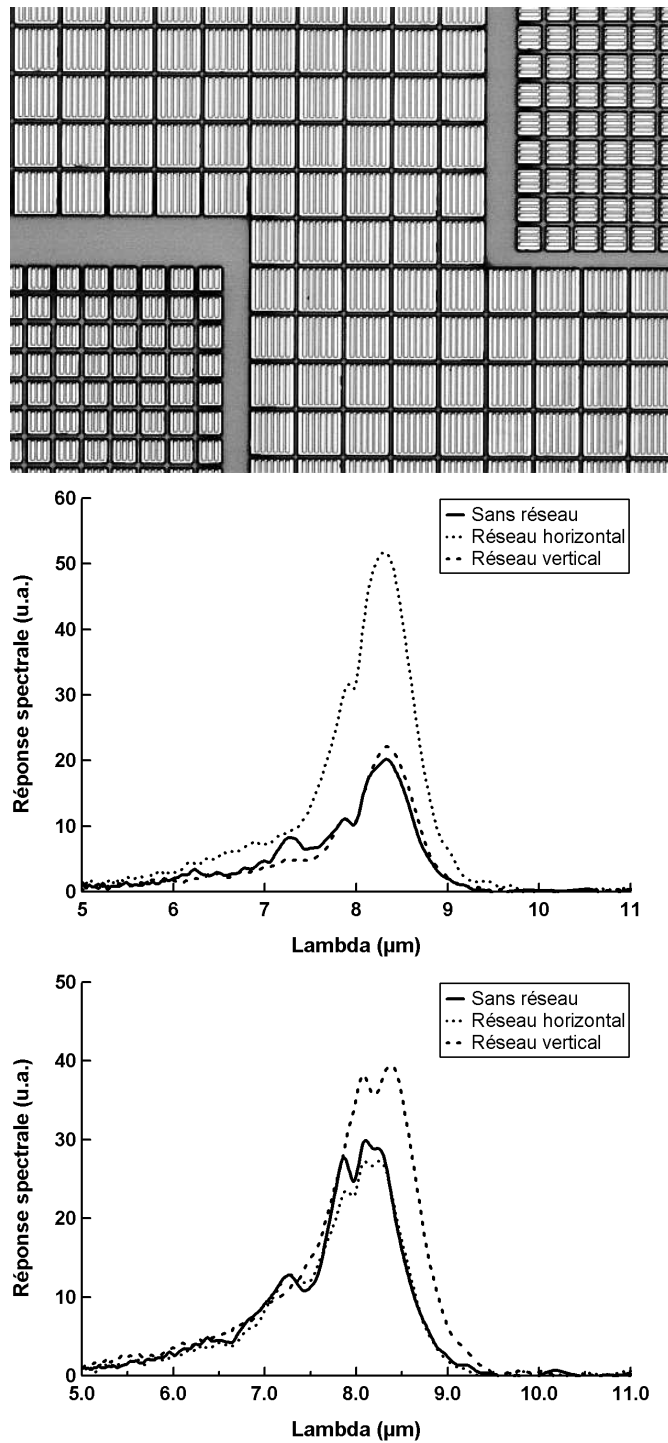 60
50
40
30
20
10
0
Réponse spectrale (u.a.)
Sans réseau
Réseau horizontal
Réseau vertical
5 6 7 8 9 10 11
Lambda (µm)
50
40
30
20
10
0
Réponse spectrale (u.a.)
Sans réseau
Réseau horizontal
Réseau vertical
5.0 6.0 7.0 8.0 9.0 10.0 11.0
Lambda (µm)